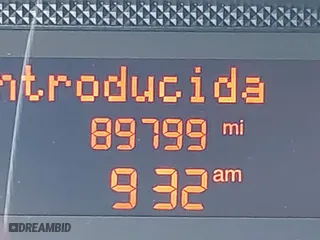 ntroducida
89799 mi
9 32 am
DREAMBID